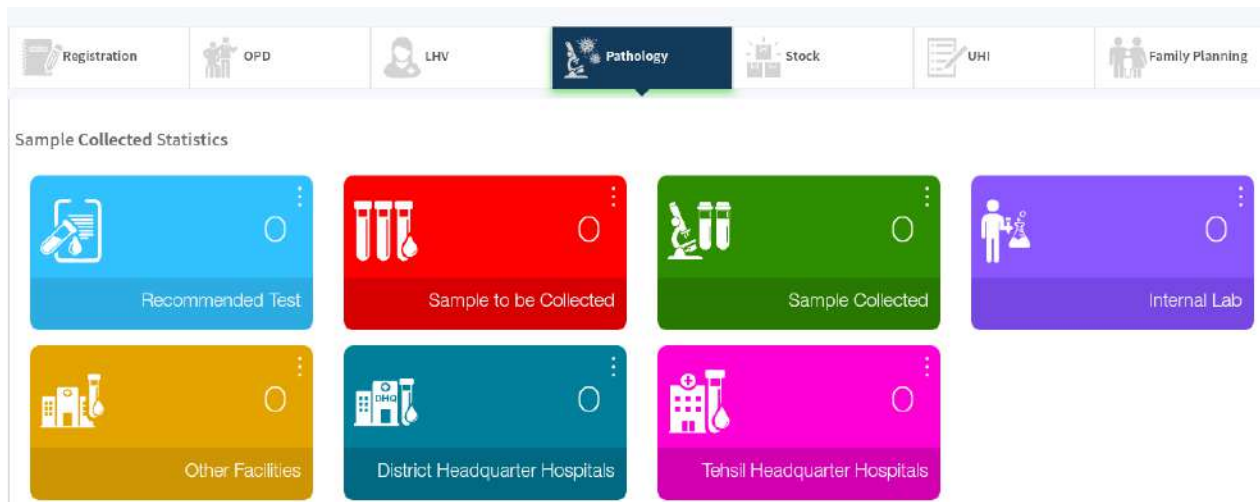 Registration
OPD
LHV
Pathology
Stock
UHI
Family Planning
Sample Collected Statistics
0
Recommended Test
0
Sample to be Collected
0
Sample Collected
0
Internal Lab
0
Other Facilities
DHQ
0
District Headquarter Hospitals
0
Tehsil Headquarter Hospitals